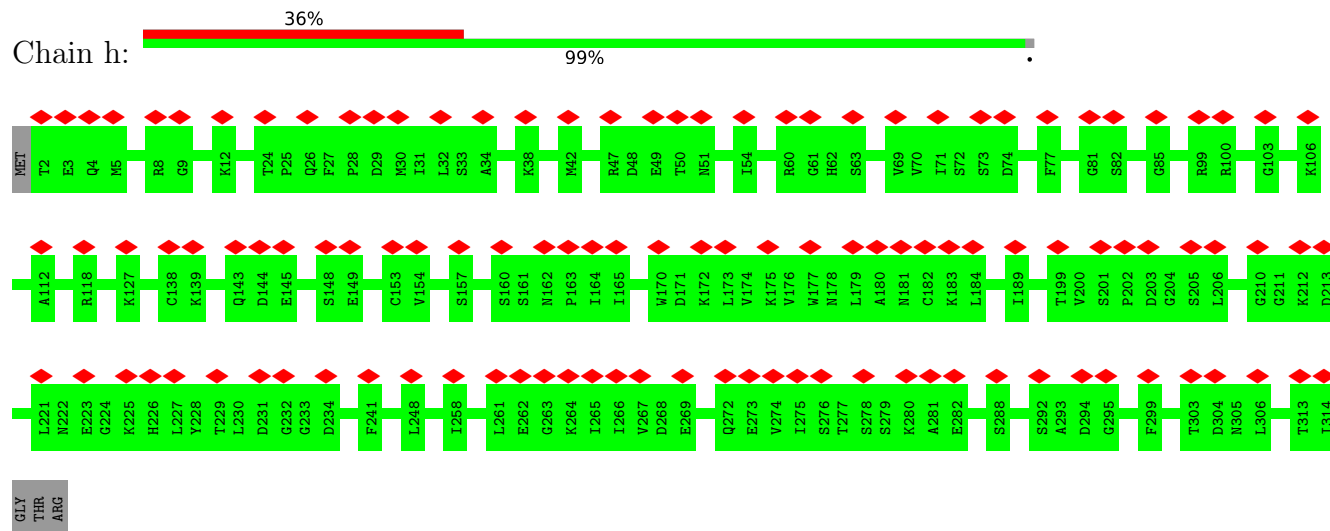 36%
Chain h:
99%
.
MET T2 E3 Q4 M5 R8 G9 K12 T24 P25 Q26 F27 P28 D29 M30 I31 L32 S33 A34 K38 M42 R47 D48 E49 T50 N51 I54 R60 G61 H62 S63 V69 V70 I71 S72 S73 D74 F77 G81 S82 G85 R99 R100 G103 K106
A112 R118 K127 C138 K139 Q143 D144 E145 S148 E149 C153 V154 S157 S160 S161 N162 P163 I164 I165 W170 D171 K172 L173 V174 K175 V176 W177 N178 L179 A180 N181 C182 K183 L184 I189 T199 V200 S201 P202 D203 G204 S205 L206 G210 G211 K212 D213
L221 N222 E223 G224 K225 H226 L227 Y228 T229 L230 D231 G232 G233 D234 F241 L248 I258 L261 E262 G263 K264 I265 I266 V267 D268 E269 Q272 E273 V274 I275 S276 T277 S278 S279 K280 A281 E282 S288 S292 A293 D294 G295 F299 T303 D304 N305 L306 T313 I314
GLY THR ARG